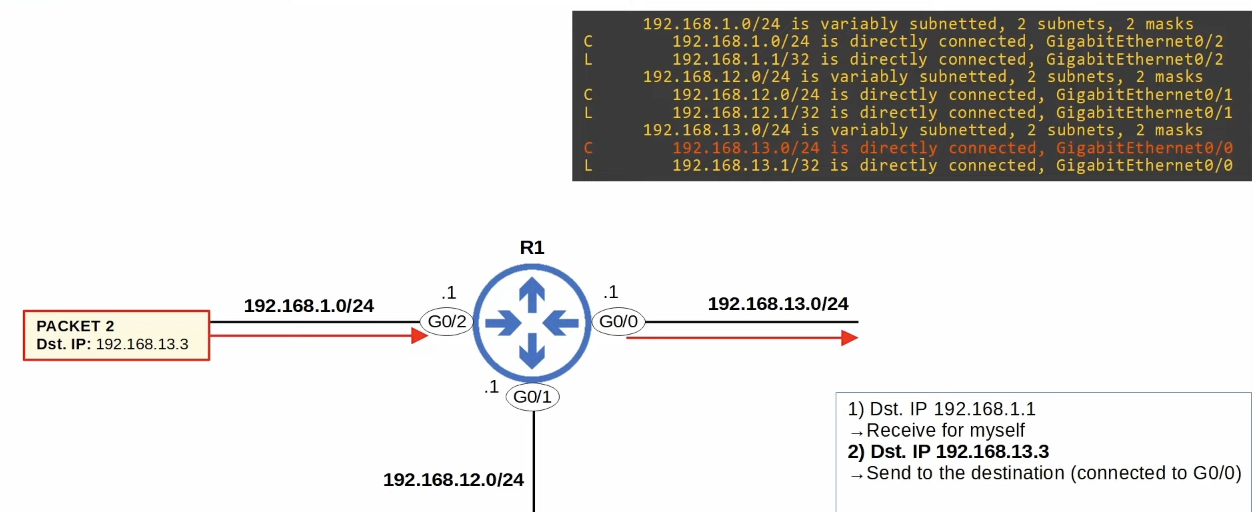 192.168.1.0/24 is variably subnetted, 2 subnets, 2 masks
C 192.168.1.0/24 is directly connected, GigabitEthernet0/2
L 192.168.1.1/32 is directly connected, GigabitEthernet0/2
192.168.12.0/24 is variably subnetted, 2 subnets, 2 masks
C 192.168.12.0/24 is directly connected, GigabitEthernet0/1
L 192.168.12.1/32 is directly connected, GigabitEthernet0/1
192.168.13.0/24 is variably subnetted, 2 subnets, 2 masks
C 192.168.13.0/24 is directly connected, GigabitEthernet0/0
L 192.168.13.1/32 is directly connected, GigabitEthernet0/0
R1
192.168.1.0/24
.1
G0/2
.1
G0/0
192.168.13.0/24
PACKET 2
Dst. IP: 192.168.13.3
.1
G0/1
192.168.12.0/24
1) Dst. IP 192.168.1.1
→Receive for myself
2) Dst. IP 192.168.13.3
→Send to the destination (connected to G0/0)